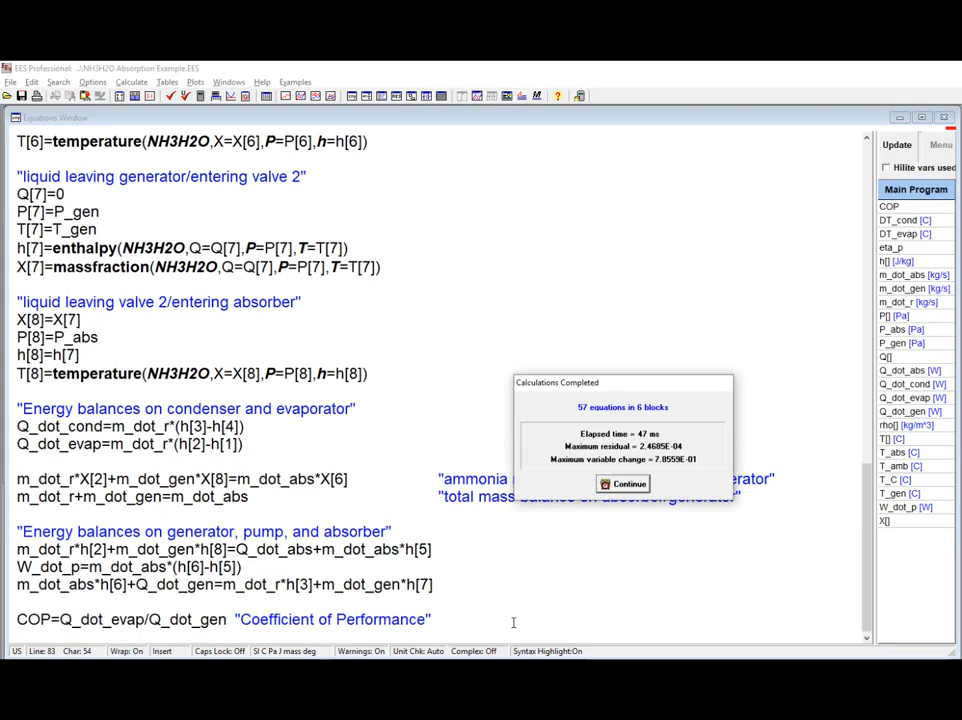 EES Professional: ...\NH3H2O Absorption Example.EES
File Edit Search Options Calculate Tables Plots Windows Help Examples
Equations Window
T[6]=temperature(NH3H2O,X=X[6],P=P[6],h=h[6])
"liquid leaving generator/entering valve 2"
Q[7]=0
P[7]=P_gen
T[7]=T_gen
h[7]=enthalpy(NH3H2O,Q=Q[7],P=P[7],T=T[7])
X[7]=massfraction(NH3H2O,Q=Q[7],P=P[7],T=T[7])
"liquid leaving valve 2/entering absorber"
X[8]=X[7]
P[8]=P_abs
h[8]=h[7]
T[8]=temperature(NH3H2O,X=X[8],P=P[8],h=h[8])
"Energy balances on condenser and evaporator"
Q_dot_cond=m_dot_r*(h[3]-h[4])
Q_dot_evap=m_dot_r*(h[2]-h[1])
m_dot_r*X[2]+m_dot_gen*X[8]=m_dot_abs*X[6] "ammonia
m_dot_r+m_dot_gen=m_dot_abs "total mass balance on absorber/generator"
"Energy balances on generator, pump, and absorber"
m_dot_r*h[2]+m_dot_gen*h[8]=Q_dot_abs+m_dot_abs*h[5]
W_dot_p=m_dot_abs*(h[6]-h[5])
m_dot_abs*h[6]+Q_dot_gen=m_dot_r*h[3]+m_dot_gen*h[7]
COP=Q_dot_evap/Q_dot_gen "Coefficient of Performance"
Calculations Completed
57 equations in 6 blocks
Elapsed time = 47 ms
Maximum residual = 2.4685E-04
Maximum variable change = 7.8559E-01
Continue
Update Menu
Hilite vars used
Main Program
COP
DT_cond [C]
DT_evap [C]
eta_p
h[] [J/kg]
m_dot_abs [kg/s]
m_dot_gen [kg/s]
m_dot_r [kg/s]
P[] [Pa]
P_abs [Pa]
P_gen [Pa]
Q[]
Q_dot_abs [W]
Q_dot_cond [W]
Q_dot_evap [W]
Q_dot_gen [W]
rho[] [kg/m^3]
T[] [C]
T_abs [C]
T_amb [C]
T_C [C]
T_gen [C]
W_dot_p [W]
X[]
US Line: 83 Char: 54 Wrap: On Insert Caps Lock: Off SI C Pa J mass deg Warnings: On Unit Chk: Auto Complex: Off Syntax Highlight:On